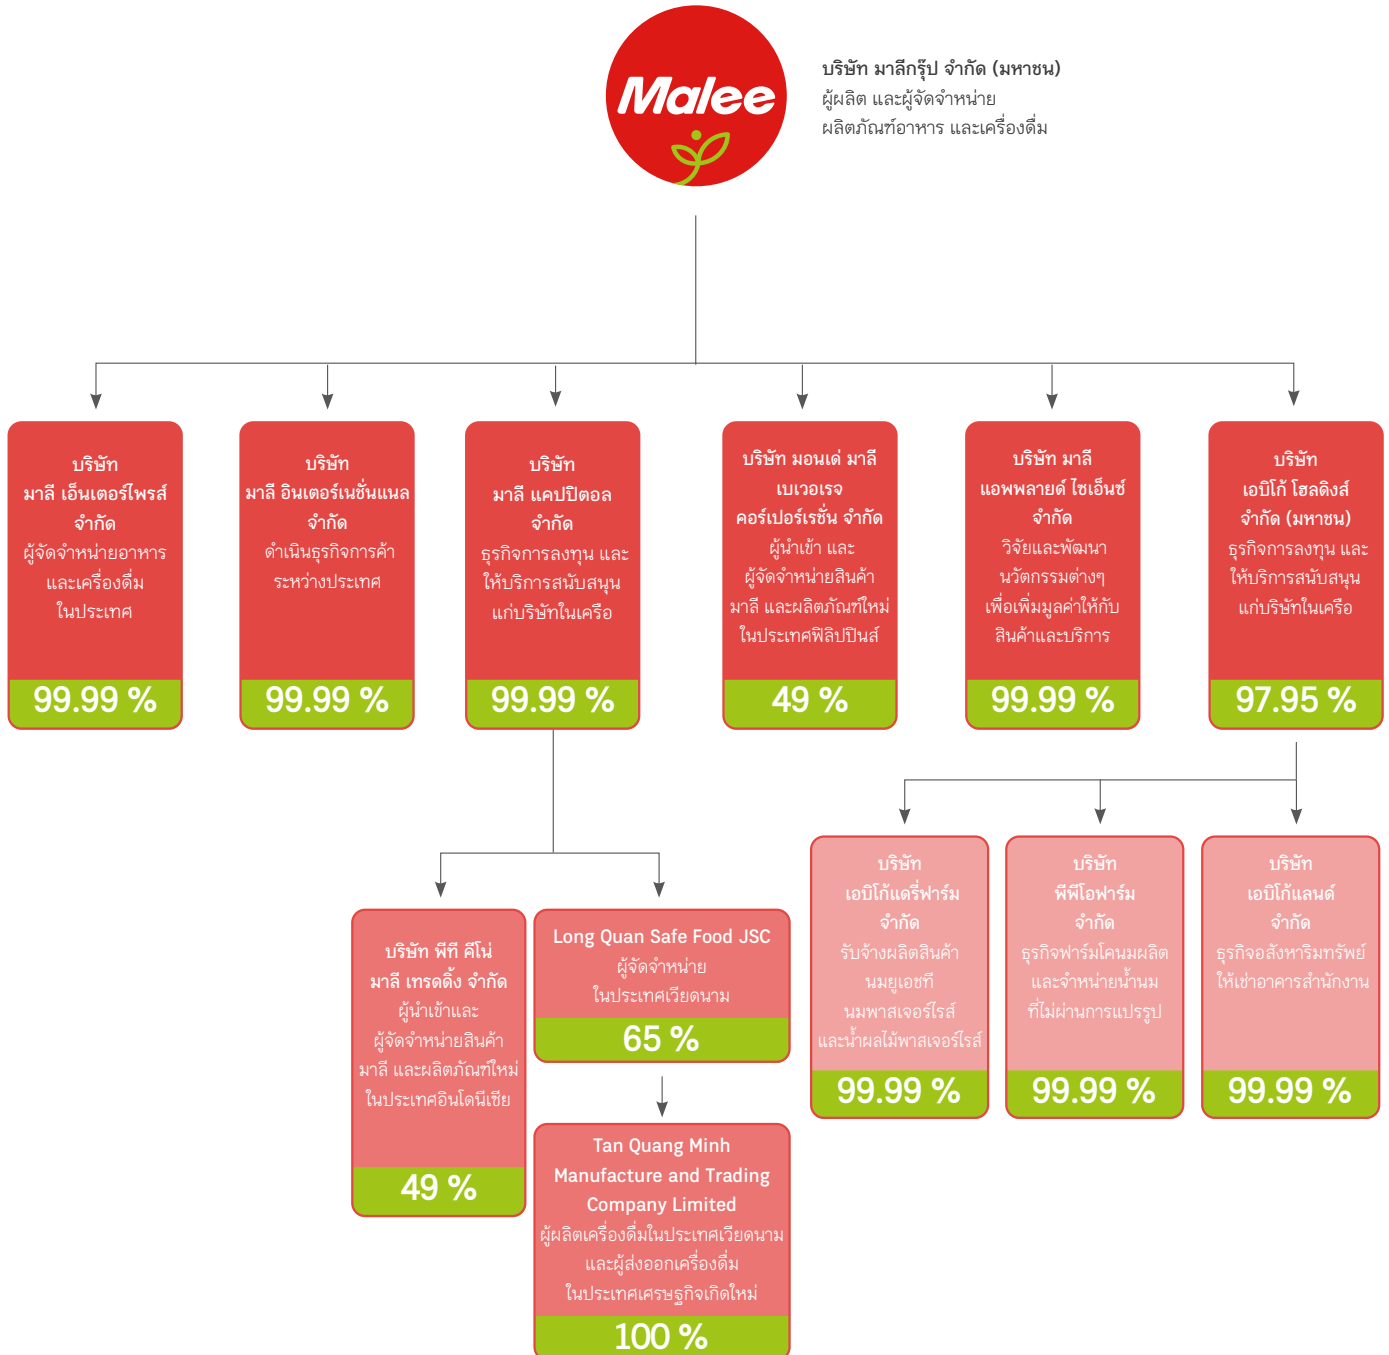 Malee
บริษัท มาลีกรุ๊ป จำกัด (มหาชน)
ผู้ผลิต และผู้จัดจำหน่าย
ผลิตภัณฑ์อาหาร และเครื่องดื่ม
บริษัท
มาลี เอ็นเตอร์ไพรส์
จำกัด
ผู้จัดจำหน่ายอาหาร
และเครื่องดื่ม
ในประเทศ
99.99 %
บริษัท
มาลี อินเตอร์เนชั่นแนล
จำกัด
ดำเนินธุรกิจการค้า
ระหว่างประเทศ
99.99 %
บริษัท
มาลี แคปปิตอล
จำกัด
ธุรกิจการลงทุน และ
ให้บริการสนับสนุน
แก่บริษัทในเครือ
99.99 %
บริษัท มอนเด่ มาลี
เบเวอเรจ
คอร์เปอร์เรชั่น จำกัด
ผู้นำเข้า และ
ผู้จัดจำหน่ายสินค้า
มาลี และผลิตภัณฑ์ใหม่
ในประเทศฟิลิปปินส์
49 %
บริษัท มาลี
แอพพลายด์ ไซเอ็นซ์
จำกัด
วิจัยและพัฒนา
นวัตกรรมต่างๆ
เพื่อเพิ่มมูลค่าให้กับ
สินค้าและบริการ
99.99 %
บริษัท
เอบิโก้ โฮลดิงส์
จำกัด (มหาชน)
ธุรกิจการลงทุน และ
ให้บริการสนับสนุน
แก่บริษัทในเครือ
97.95 %
บริษัท พีที คีโน่
มาลี เทรดดิ้ง จำกัด
ผู้นำเข้าและ
ผู้จัดจำหน่ายสินค้า
มาลี และผลิตภัณฑ์ใหม่
ในประเทศอินโดนีเซีย
49 %
Long Quan Safe Food JSC
ผู้จัดจำหน่าย
ในประเทศเวียดนาม
65 %
Tan Quang Minh
Manufacture and Trading
Company Limited
ผู้ผลิตเครื่องดื่มในประเทศเวียดนาม
และผู้ส่งออกเครื่องดื่ม
ในประเทศเศรษฐกิจเกิดใหม่
100 %
บริษัท
เอบิโก้แดรี่ฟาร์ม
จำกัด
รับจ้างผลิตสินค้า
นมยูเอชที
นมพาสเจอร์ไรส์
และน้ำผลไม้พาสเจอร์ไรส์
99.99 %
บริษัท
พีพีโอฟาร์ม
จำกัด
ธุรกิจฟาร์มโคนมผลิต
และจำหน่ายน้ำนม
ที่ไม่ผ่านการแปรรูป
99.99 %
บริษัท
เอบิโก้แลนด์
จำกัด
ธุรกิจอสังหาริมทรัพย์
ให้เช่าอาคารสำนักงาน
99.99 %